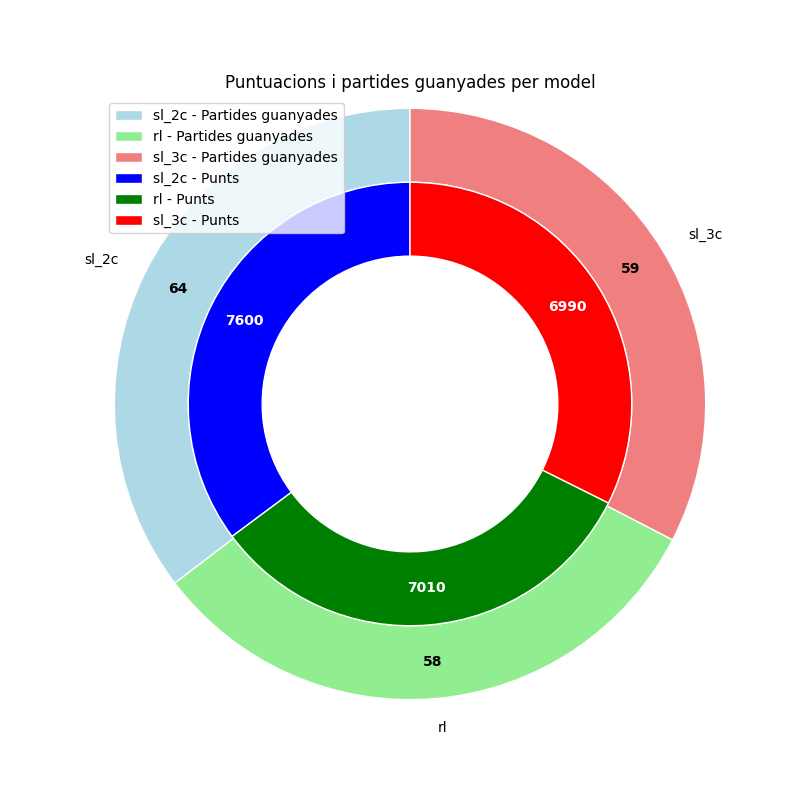 Puntuacions i partides guanyades per model
sl_2c - Partides guanyades
rl - Partides guanyades
sl_3c - Partides guanyades
sl_2c - Punts
rl - Punts
sl_3c - Punts
sl_3c
sl_2c
59
64
6990
7600
7010
58
rl